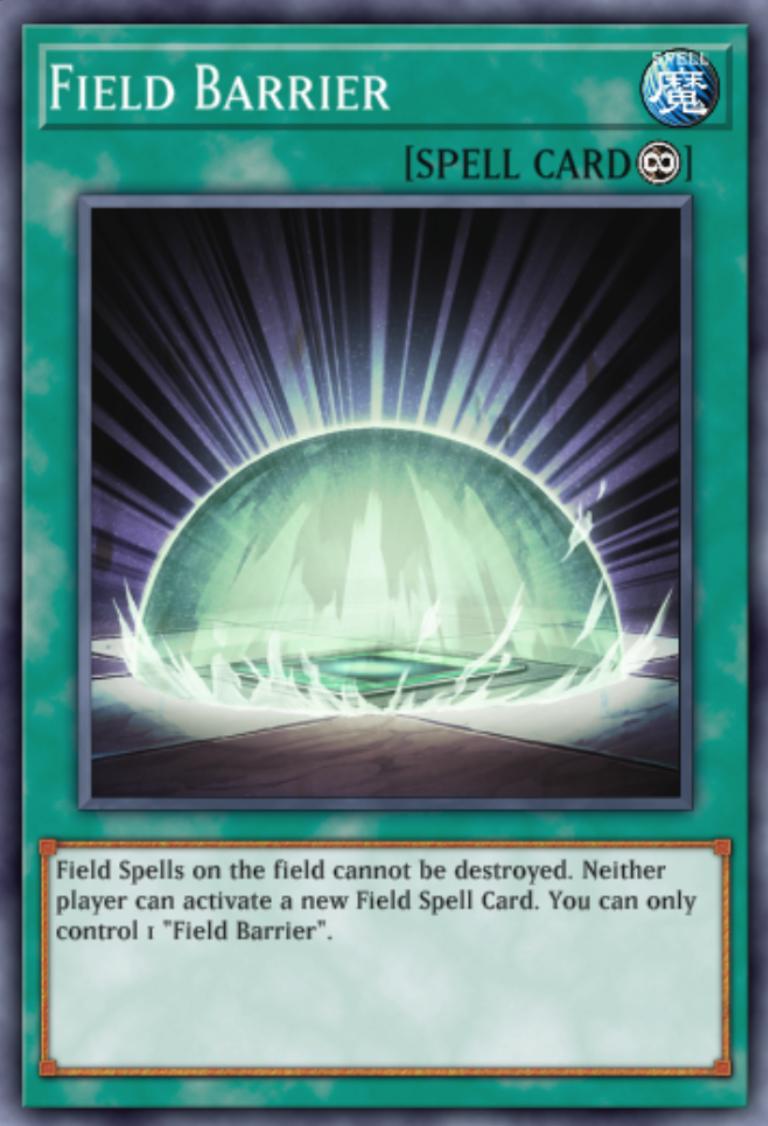 FIELD BARRIER
SPELL
魔
[SPELL CARD]
Field Spells on the field cannot be destroyed. Neither
player can activate a new Field Spell Card. You can only
control 1 "Field Barrier".